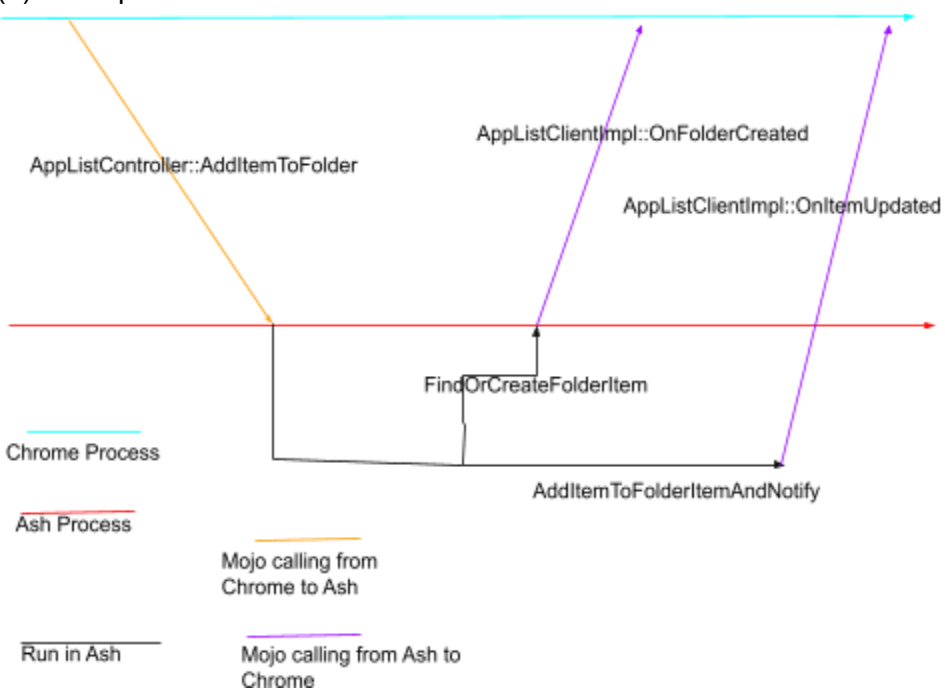 AppListClientImpl::OnFolderCreated
AppListController::AddItemToFolder
AppListClientImpl::OnItemUpdated
FindOrCreateFolderItem
Chrome Process
AddItemToFolderItemAndNotify
Ash Process
Mojo calling from
Chrome to Ash
Run in Ash
Mojo calling from Ash to
Chrome